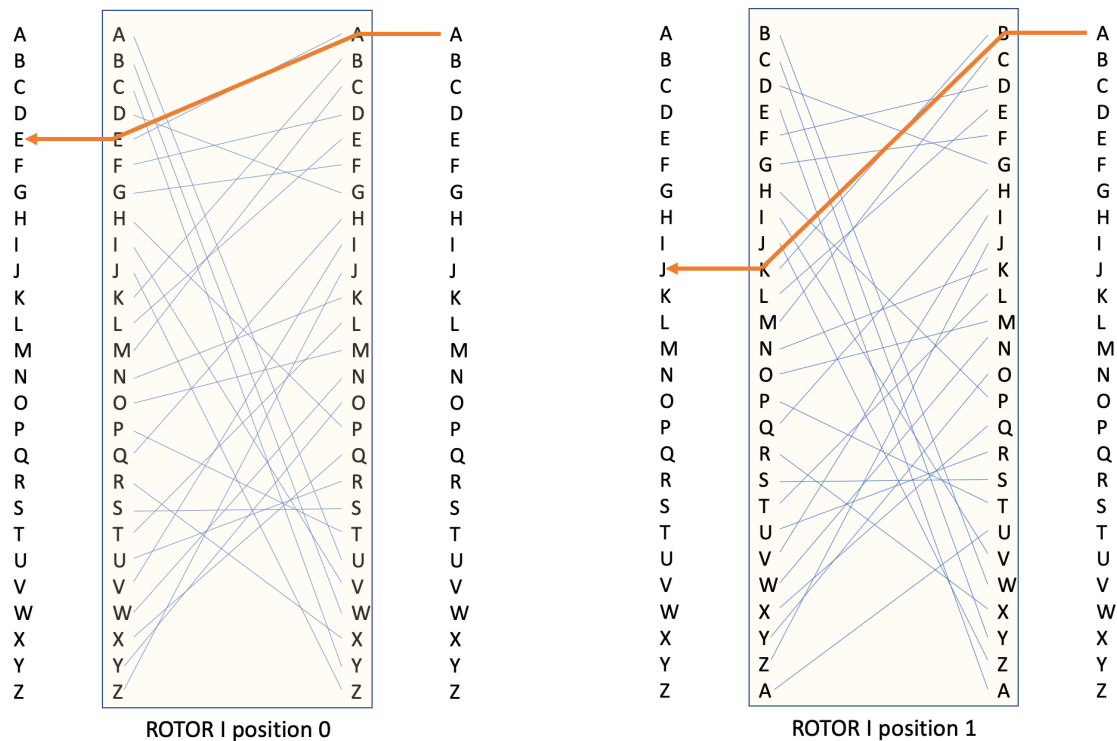 A A A A A B B A
B B B B B C C B
C C C C C D D C
D D D D D E E D
E E E E E F F E
F F F F F G G F
G G G G G H H G
H H H H H I I H
I I I I I J J I
J J J J J K K J
K K K K K L L K
L L L L L M M L
M M M M M N N M
N N N N N O O N
O O O O O P P O
P P P P P Q Q P
Q Q Q Q Q R R Q
R R R R R S S R
S S S S S T T S
T T T T T U U T
U U U U U V V U
V V V V V W W V
W W W W W X X W
X X X X X Y Y X
Y Y Y Y Y Z Z Y
Z Z Z Z Z A A Z
ROTOR I position 0 ROTOR I position 1